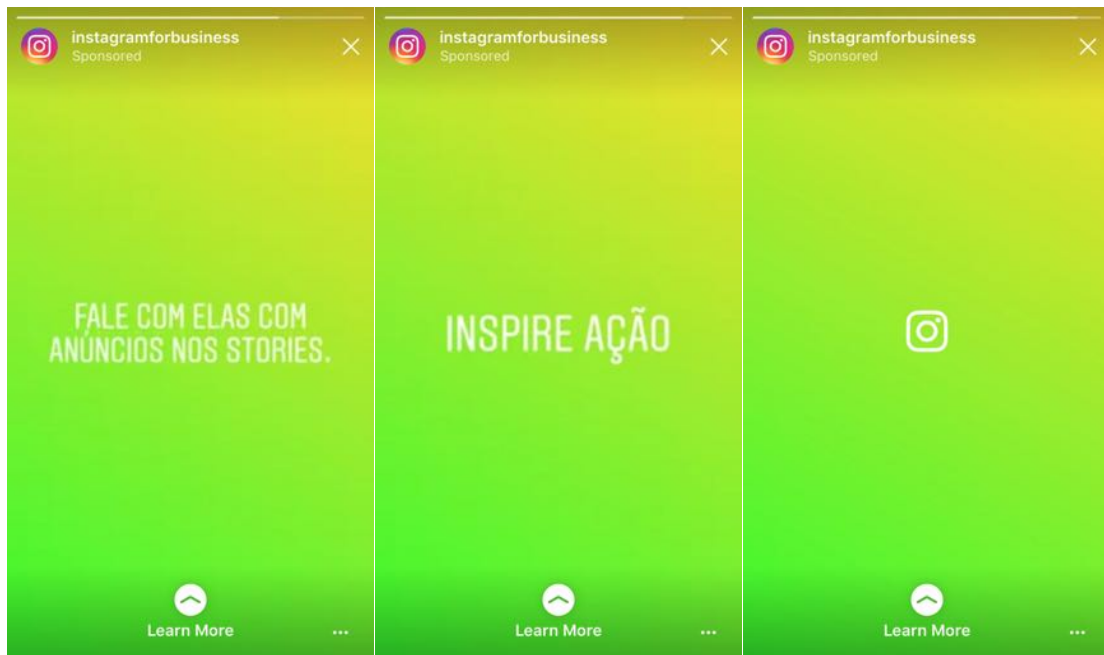 instagramforbusiness
Sponsored
FALE COM ELAS COM
ANÚNCIOS NOS STORIES.
Learn More
instagramforbusiness
Sponsored
INSPIRE AÇÃO
Learn More
instagramforbusiness
Sponsored
Learn More